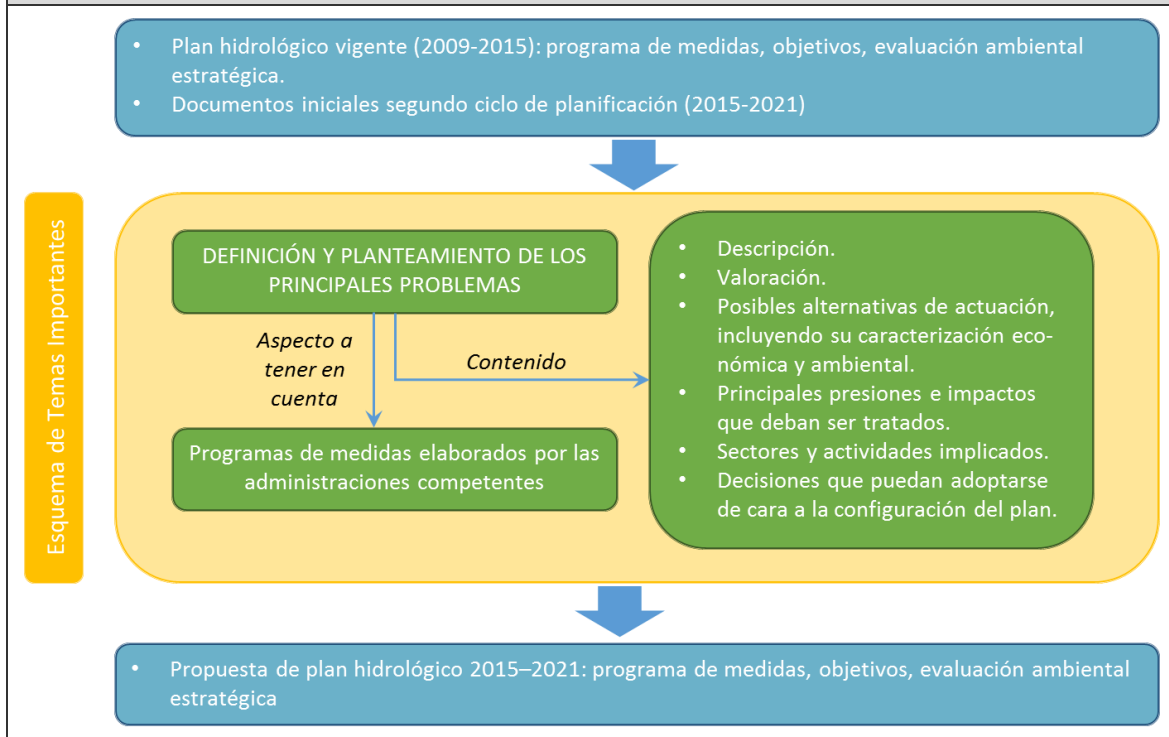 • Plan hidrológico vigente (2009-2015): programa de medidas, objetivos, evaluación ambiental
estratégica.
• Documentos iniciales segundo ciclo de planificación (2015-2021)
Esquema de Temas Importantes
DEFINICIÓN Y PLANTEAMIENTO DE LOS
PRINCIPALES PROBLEMAS
Aspecto a
tener en
cuenta
Contenido
Programas de medidas elaborados por las
administraciones competentes
• Descripción.
• Valoración.
• Posibles alternativas de actuación,
incluyendo su caracterización eco-
nómica y ambiental.
• Principales presiones e impactos
que deban ser tratados.
• Sectores y actividades implicados.
• Decisiones que puedan adoptarse
de cara a la configuración del plan.
• Propuesta de plan hidrológico 2015–2021: programa de medidas, objetivos, evaluación ambiental
estratégica